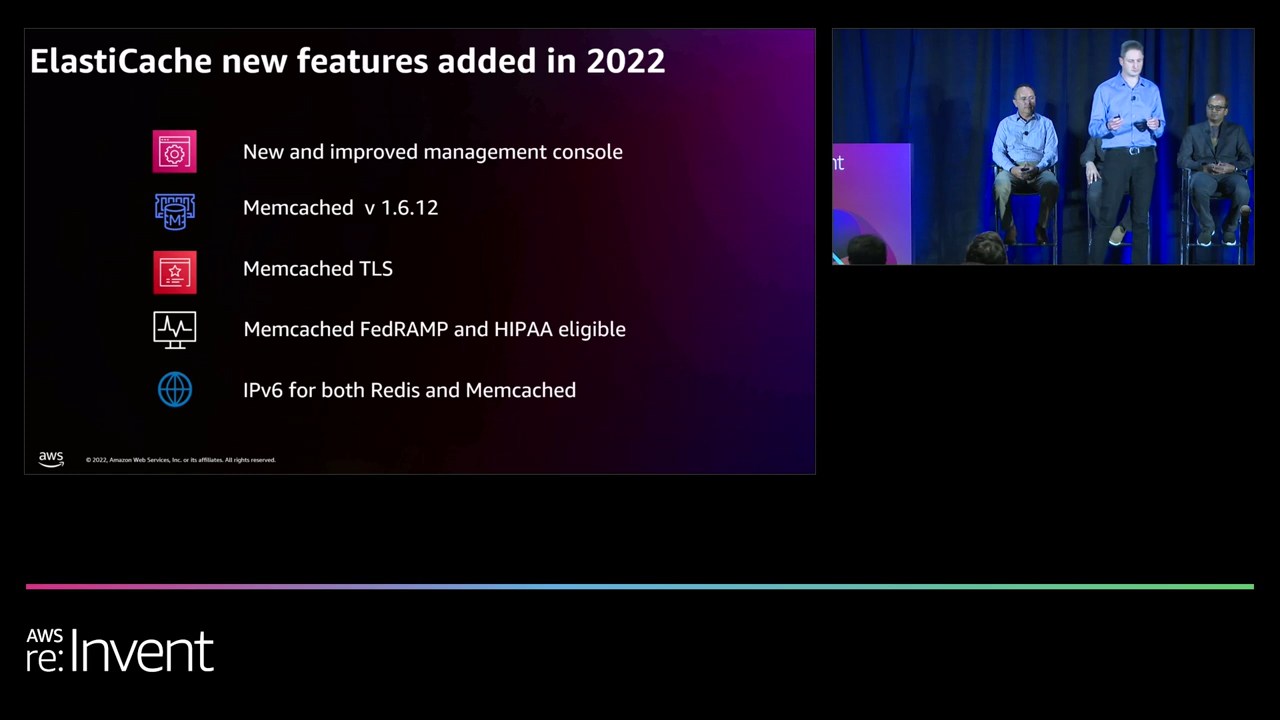 ElastiCache new features added in 2022
New and improved management console
Memcached v 1.6.12
Memcached TLS
Memcached FedRAMP and HIPAA eligible
IPv6 for both Redis and Memcached
aws
© 2022, Amazon Web Services, Inc. or its affiliates. All rights reserved.
nt
AWS
re:Invent